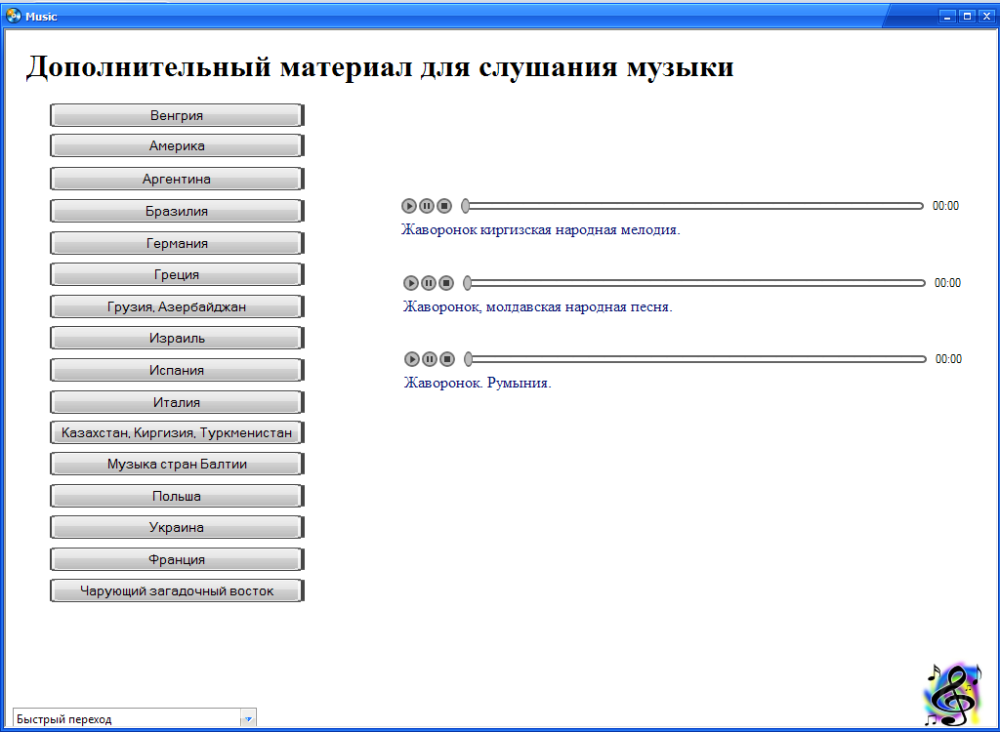 Music
Дополнительный материал для слушания музыки
Венгрия
Америка
Аргентина
Бразилия
Германия
Греция
Грузия, Азербайджан
Израиль
Испания
Италия
Казахстан, Киргизия, Туркменистан
Музыка стран Балтии
Польша
Украина
Франция
Чарующий загадочный восток
00:00
Жаворонок киргизская народная мелодия.
00:00
Жаворонок, молдавская народная песня.
00:00
Жаворонок. Румыния.
Быстрый переход